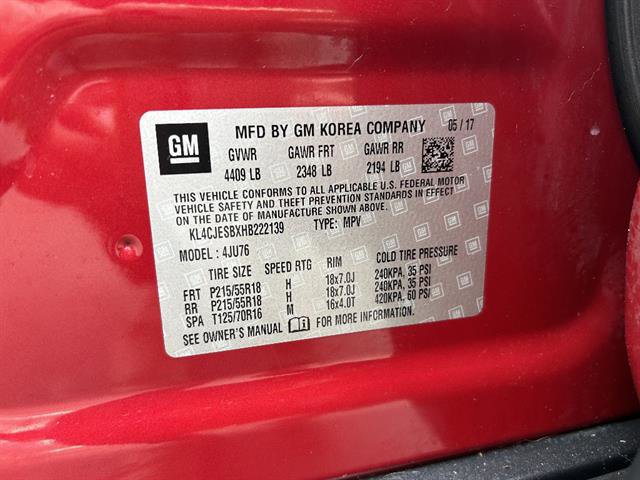 GM MFD BY GM KOREA COMPANY 05 / 17
GVWR GAWR FRT GAWR RR
4409 LB 2348 LB 2194 LB
THIS VEHICLE CONFORMS TO ALL APPLICABLE U.S. FEDERAL MOTOR
VEHICLE SAFETY AND THEFT PREVENTION STANDARDS IN EFFECT
ON THE DATE OF MANUFACTURE SHOWN ABOVE.
KL4CJESBXHB222139 TYPE: MPV
MODEL: 4JU76
TIRE SIZE SPEED RTG RIM COLD TIRE PRESSURE
FRT P215/55R18 H 18x7.0J 240KPA, 35 PSI
RR P215/55R18 H 18x7.0J 240KPA, 35 PSI
SPA T125/70R16 M 16x4.0T 420KPA, 60 PSI
SEE OWNER'S MANUAL FOR MORE INFORMATION.